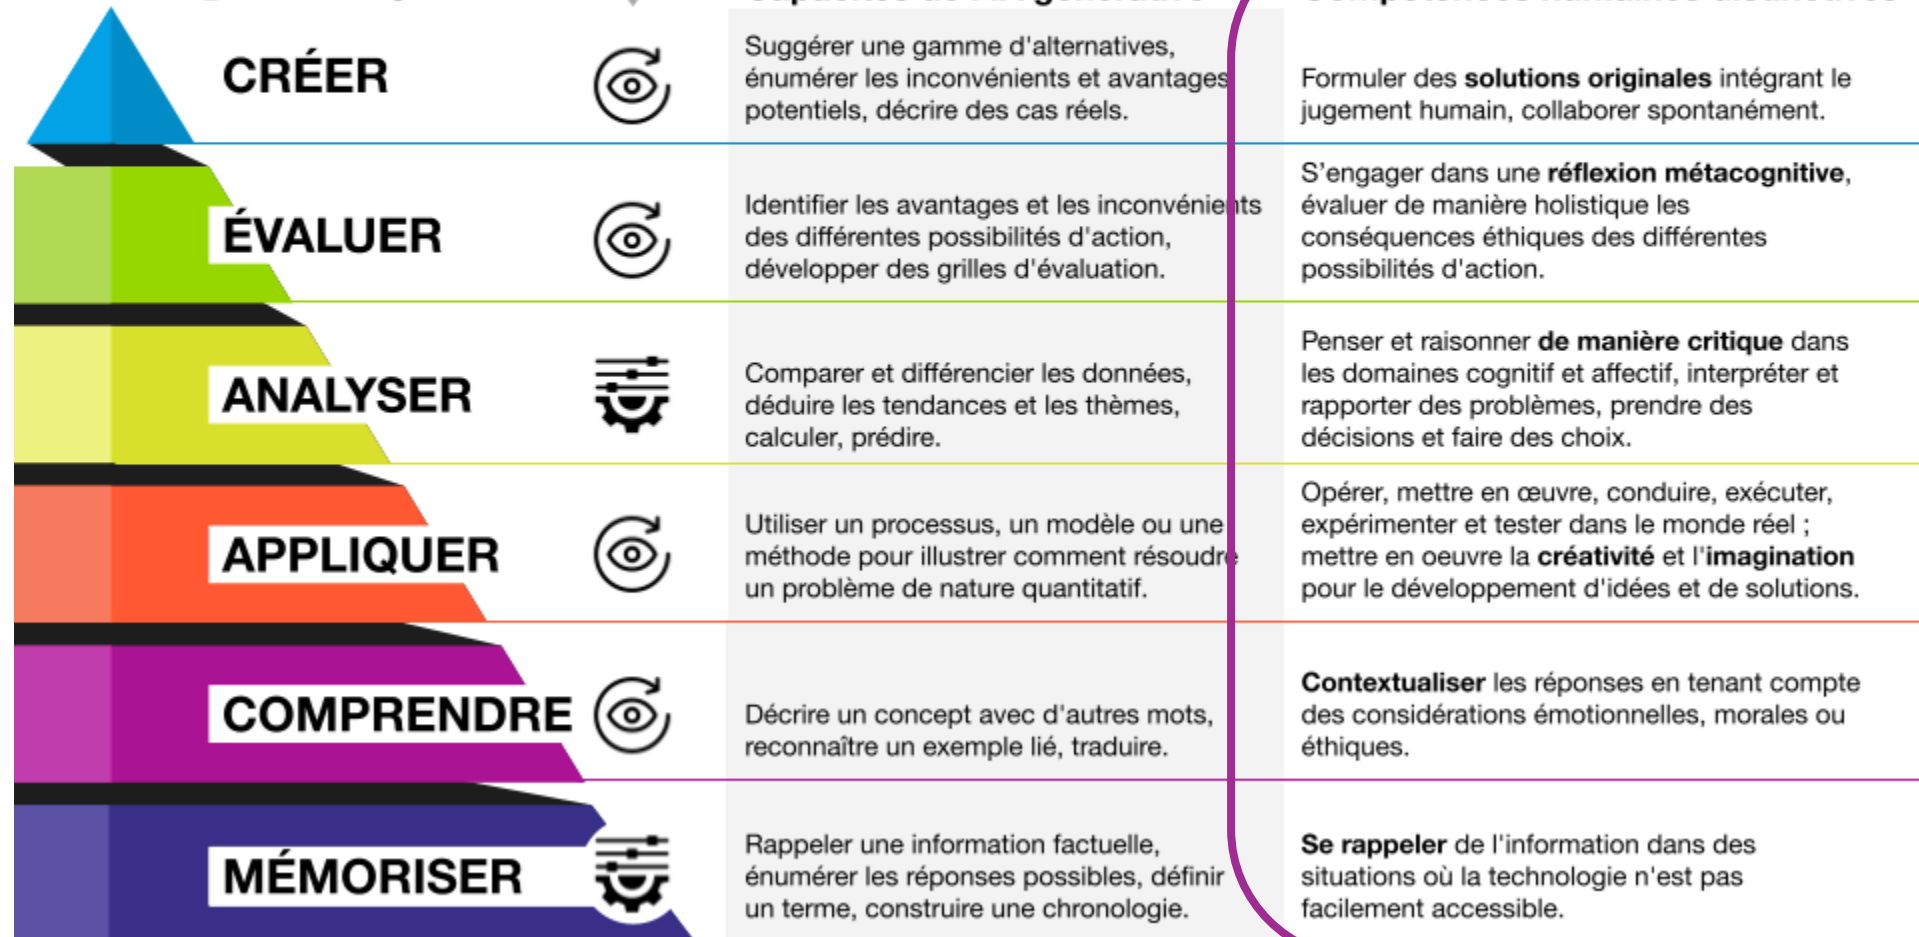 Capacités de l'IA générative
Compétences humaines distinctives
CRÉER
Suggérer une gamme d'alternatives,
énumérer les inconvénients et avantages
potentiels, décrire des cas réels.
Formuler des solutions originales intégrant le
jugement humain, collaborer spontanément.
ÉVALUER
Identifier les avantages et les inconvénients
des différentes possibilités d'action,
développer des grilles d'évaluation.
S'engager dans une réflexion métacognitive,
évaluer de manière holistique les
conséquences éthiques des différentes
possibilités d'action.
ANALYSER
Comparer et différencier les données,
déduire les tendances et les thèmes,
calculer, prédire.
Penser et raisonner de manière critique dans
les domaines cognitif et affectif, interpréter et
rapporter des problèmes, prendre des
décisions et faire des choix.
APPLIQUER
Utiliser un processus, un modèle ou une
méthode pour illustrer comment résoudre
un problème de nature quantitatif.
Opérer, mettre en œuvre, conduire, exécuter,
expérimenter et tester dans le monde réel ;
mettre en oeuvre la créativité et l'imagination
pour le développement d'idées et de solutions.
COMPRENDRE
Décrire un concept avec d'autres mots,
reconnaître un exemple lié, traduire.
Contextualiser les réponses en tenant compte
des considérations émotionnelles, morales ou
éthiques.
MÉMORISER
Rappeler une information factuelle,
énumérer les réponses possibles, définir
un terme, construire une chronologie.
Se rappeler de l'information dans des
situations où la technologie n'est pas
facilement accessible.